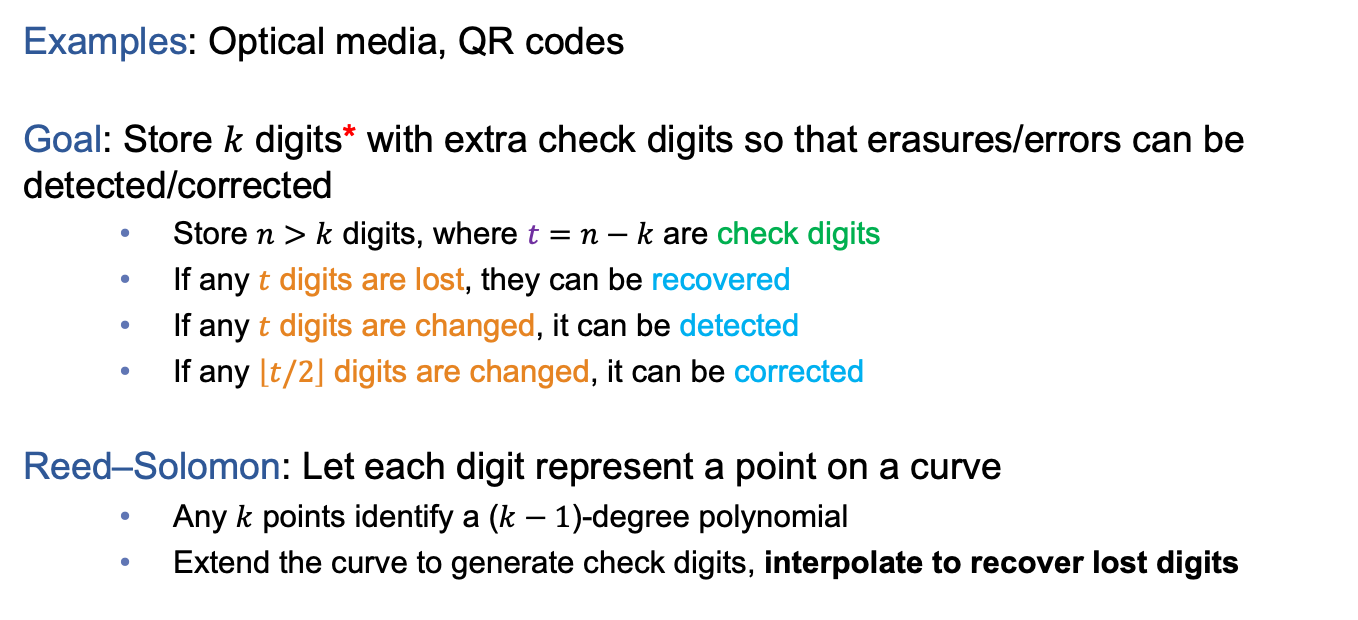 Examples: Optical media, QR codes
Goal: Store k digits* with extra check digits so that erasures/errors can be
detected/corrected
• Store n > k digits, where t = n − k are check digits
• If any t digits are lost, they can be recovered
• If any t digits are changed, it can be detected
• If any ⌊t/2⌋ digits are changed, it can be corrected
Reed–Solomon: Let each digit represent a point on a curve
• Any k points identify a (k − 1)-degree polynomial
• Extend the curve to generate check digits, interpolate to recover lost digits